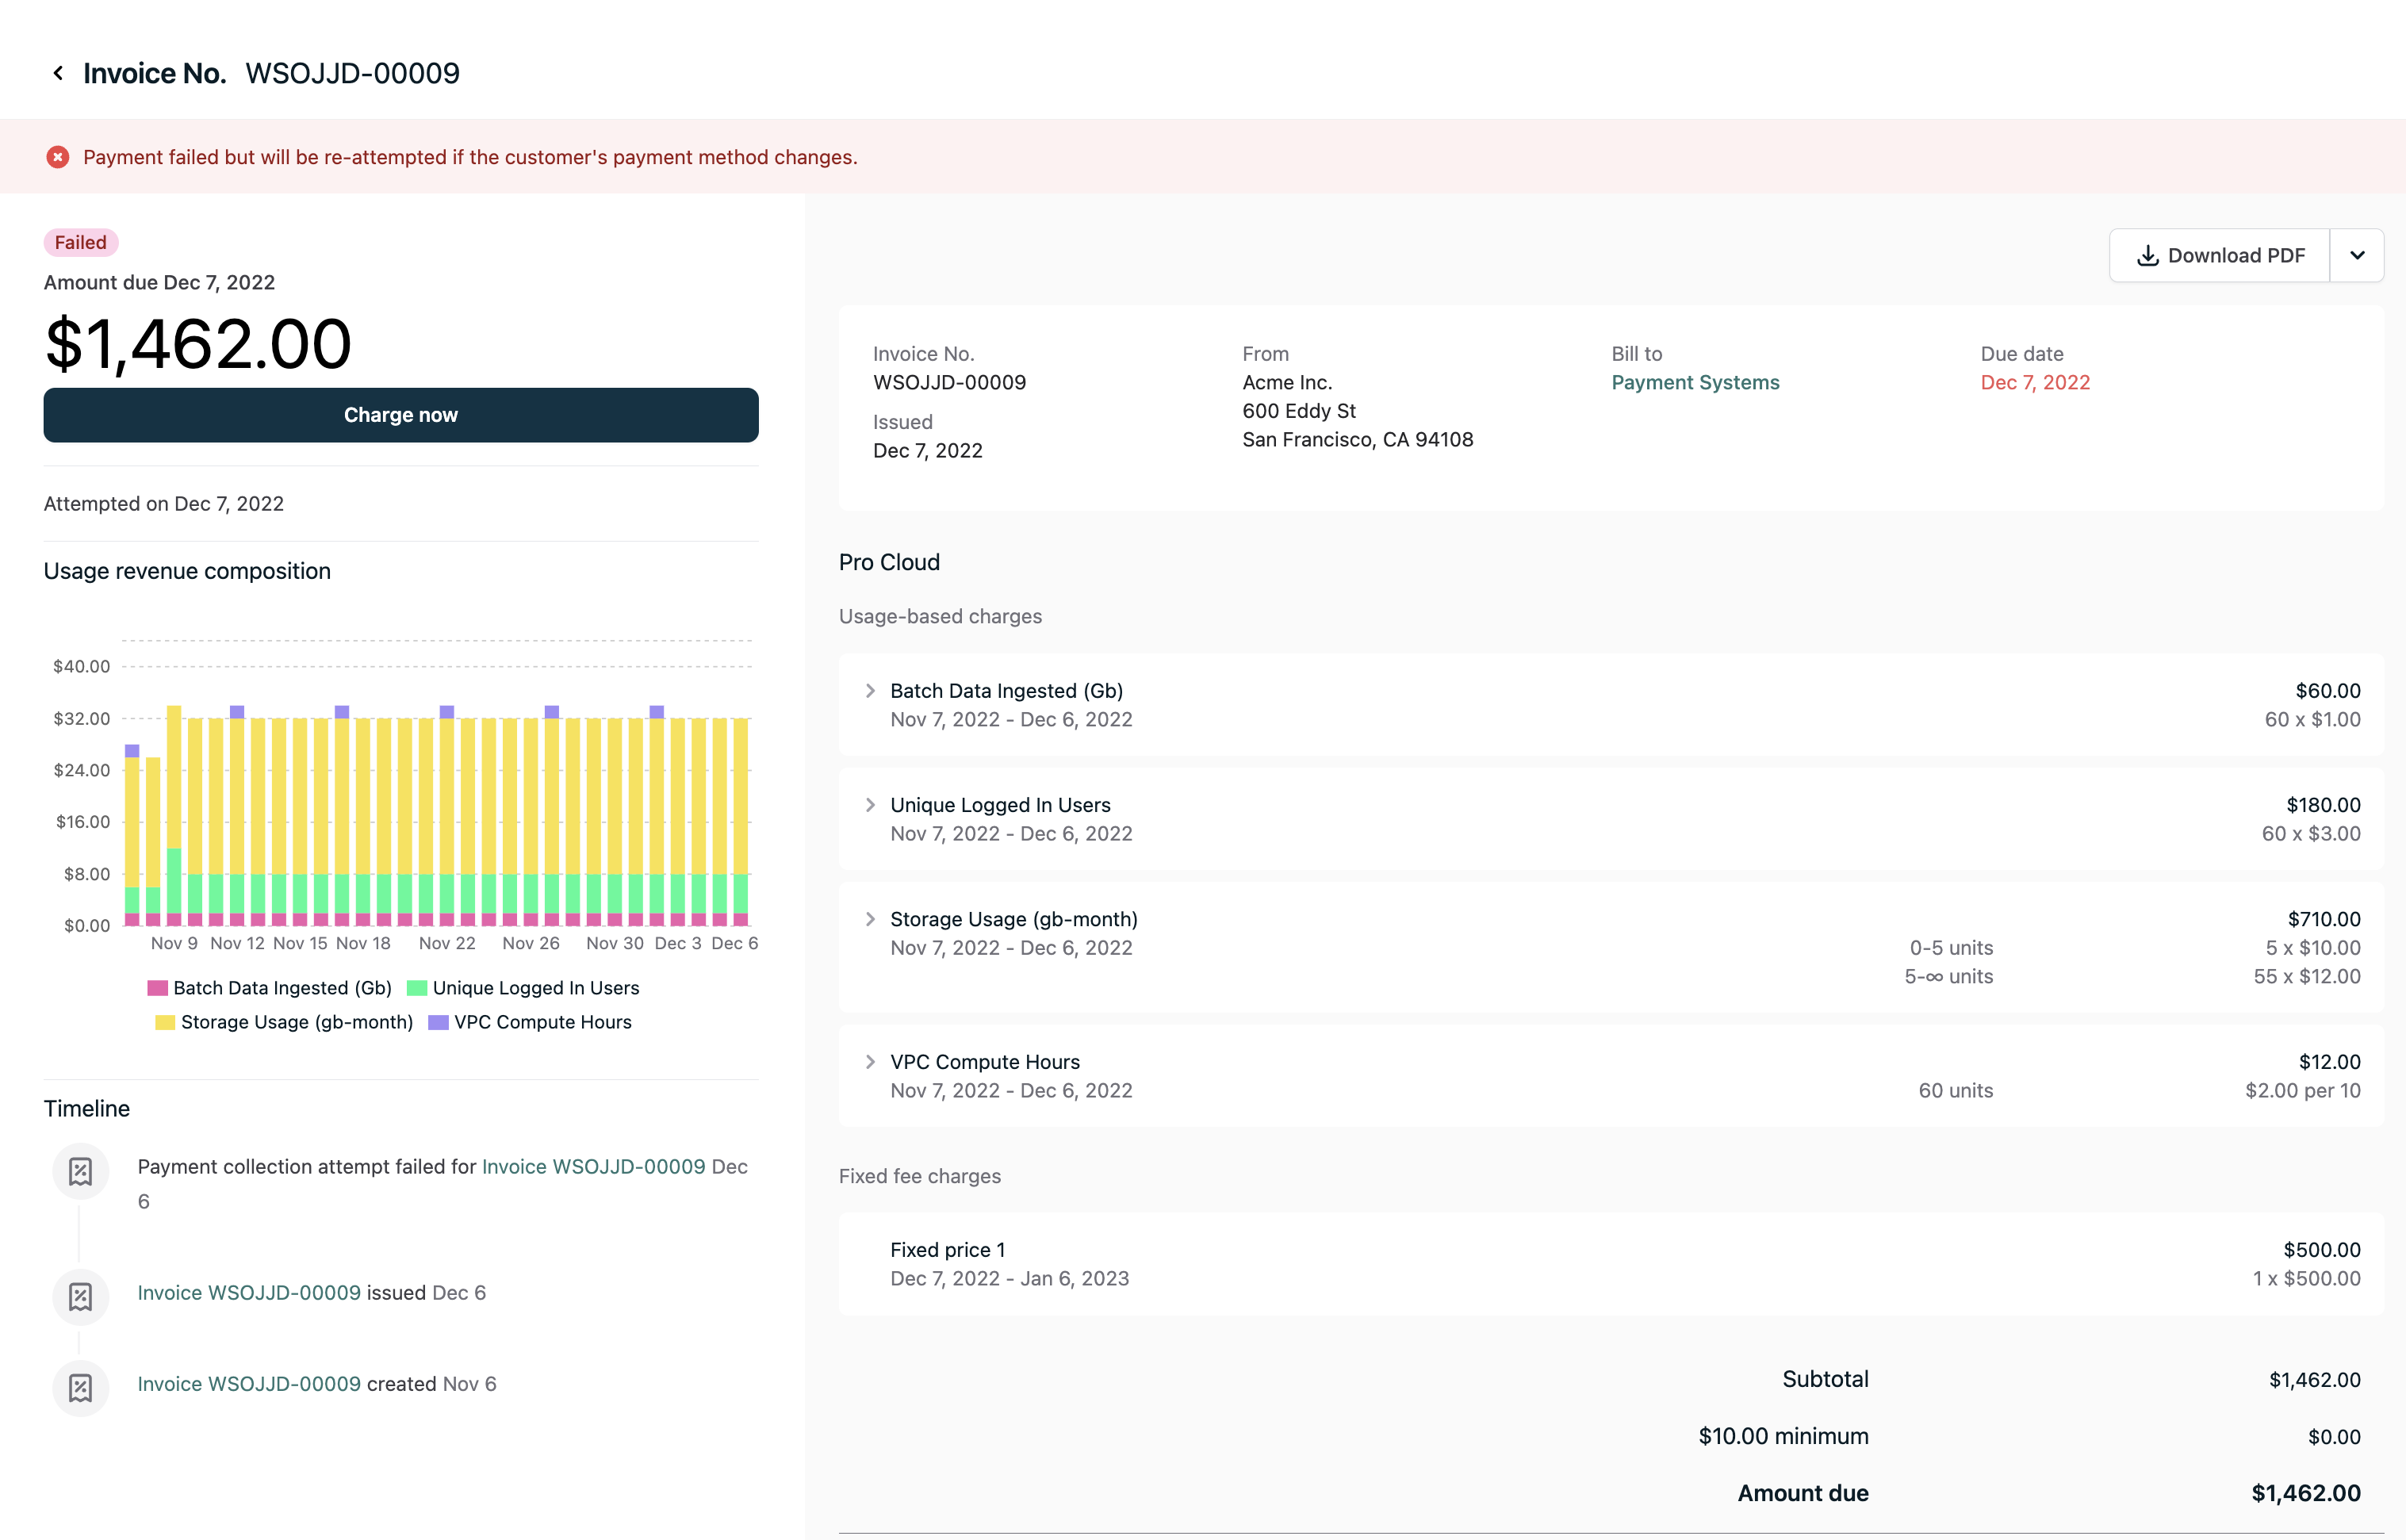 Invoice No. WSOJJD-00009
Payment failed but will be re-attempted if the customer's payment method changes.
Failed
Amount due Dec 7, 2022
$1,462.00
Charge now
Attempted on Dec 7, 2022
Usage revenue composition
$40.00
$32.00
$24.00
$16.00
$8.00
$0.00
Nov 9 Nov 12 Nov 15 Nov 18 Nov 22 Nov 26 Nov 30 Dec 3 Dec 6
Batch Data Ingested (Gb) Unique Logged In Users
Storage Usage (gb-month) VPC Compute Hours
Timeline
Payment collection attempt failed for Invoice WSOJJD-00009 Dec
6
Invoice WSOJJD-00009 issued Dec 6
Invoice WSOJJD-00009 created Nov 6
Download PDF
Invoice No.
WSOJJD-00009
Issued
Dec 7, 2022
From
Acme Inc.
600 Eddy St
San Francisco, CA 94108
Bill to
Payment Systems
Due date
Dec 7, 2022
Pro Cloud
Usage-based charges
Batch Data Ingested (Gb) $60.00
Nov 7, 2022 - Dec 6, 2022 60 x $1.00
Unique Logged In Users $180.00
Nov 7, 2022 - Dec 6, 2022 60 x $3.00
Storage Usage (gb-month) $710.00
Nov 7, 2022 - Dec 6, 2022 0-5 units 5 x $10.00
5-∞ units 55 x $12.00
VPC Compute Hours $12.00
Nov 7, 2022 - Dec 6, 2022 60 units $2.00 per 10
Fixed fee charges
Fixed price 1 $500.00
Dec 7, 2022 - Jan 6, 2023 1 x $500.00
Subtotal $1,462.00
$10.00 minimum $0.00
Amount due $1,462.00